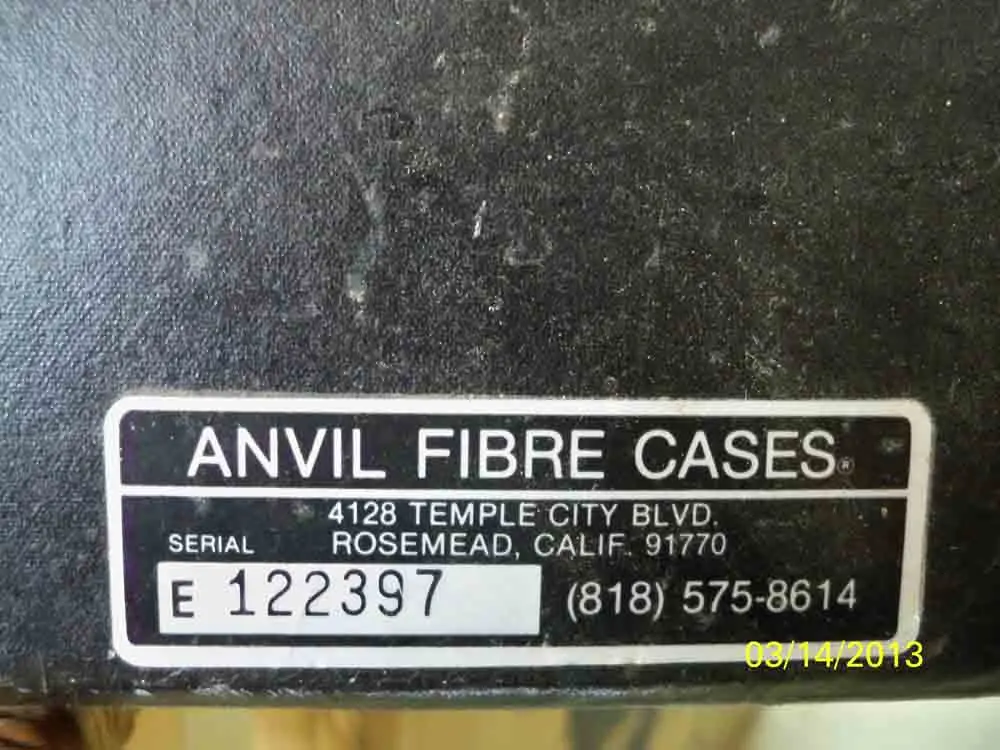 ANVIL FIBRE CASES®
4128 TEMPLE CITY BLVD.
SERIAL ROSEMEAD, CALIF. 91770
E 122397 (818) 575-8614
03/14/2013